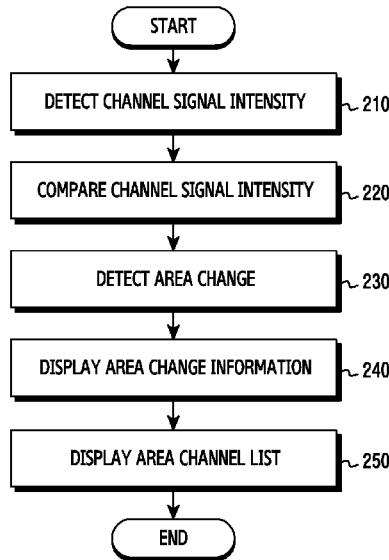 START
DETECT CHANNEL SIGNAL INTENSITY
210
COMPARE CHANNEL SIGNAL INTENSITY
220
DETECT AREA CHANGE
230
DISPLAY AREA CHANGE INFORMATION
240
DISPLAY AREA CHANNEL LIST
250
END